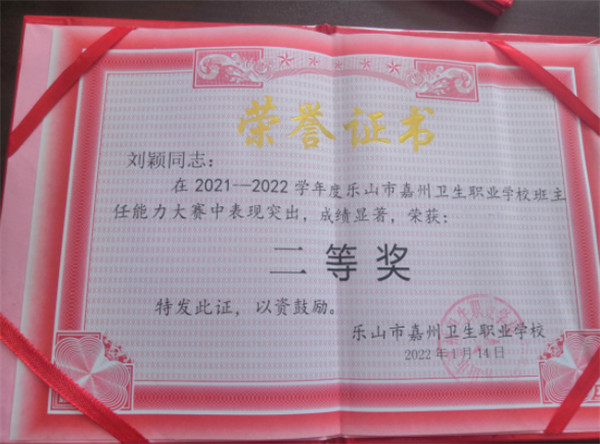 荣誉证书
刘颖同志：
在2021—2022学年度乐山市嘉州卫生职业学校班主
任能力大赛中表现突出，成绩显著，荣获：
二等奖
特发此证，以资鼓励。
乐山市嘉州卫生职业学校
2022年1月14日